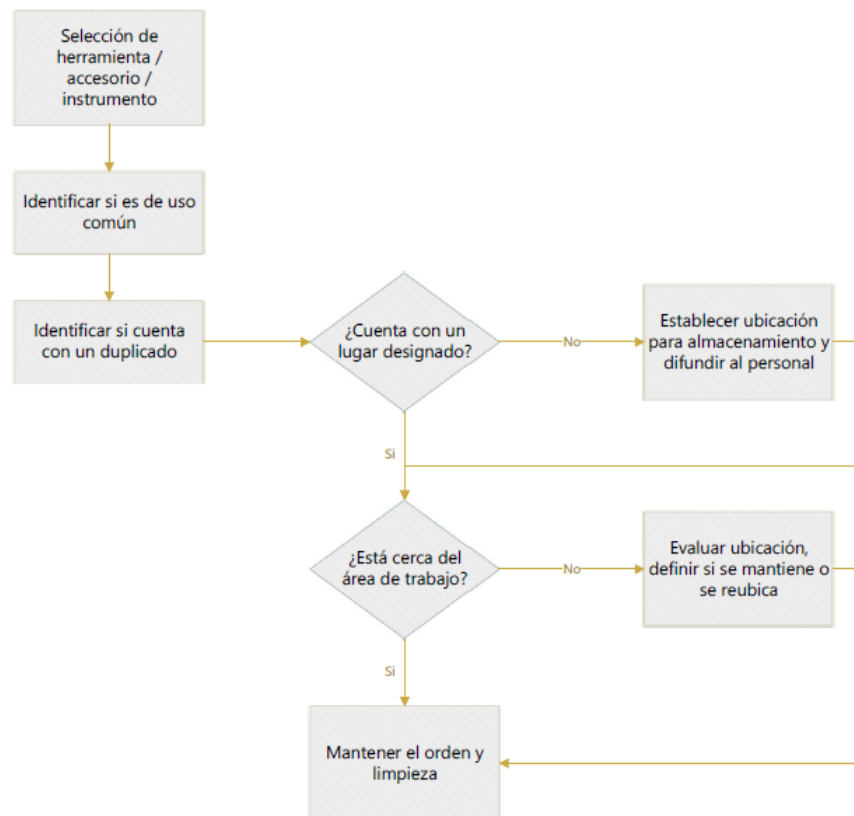 Selección de
herramienta /
accesorio /
instrumento
Identificar si es de uso
común
Identificar si cuenta
con un duplicado
¿Cuenta con un
lugar designado?
No
Establecer ubicación
para almacenamiento y
difundir al personal
Si
¿Está cerca del
área de trabajo?
No
Evaluar ubicación,
definir si se mantiene o
se reubica
Si
Mantener el orden y
limpieza